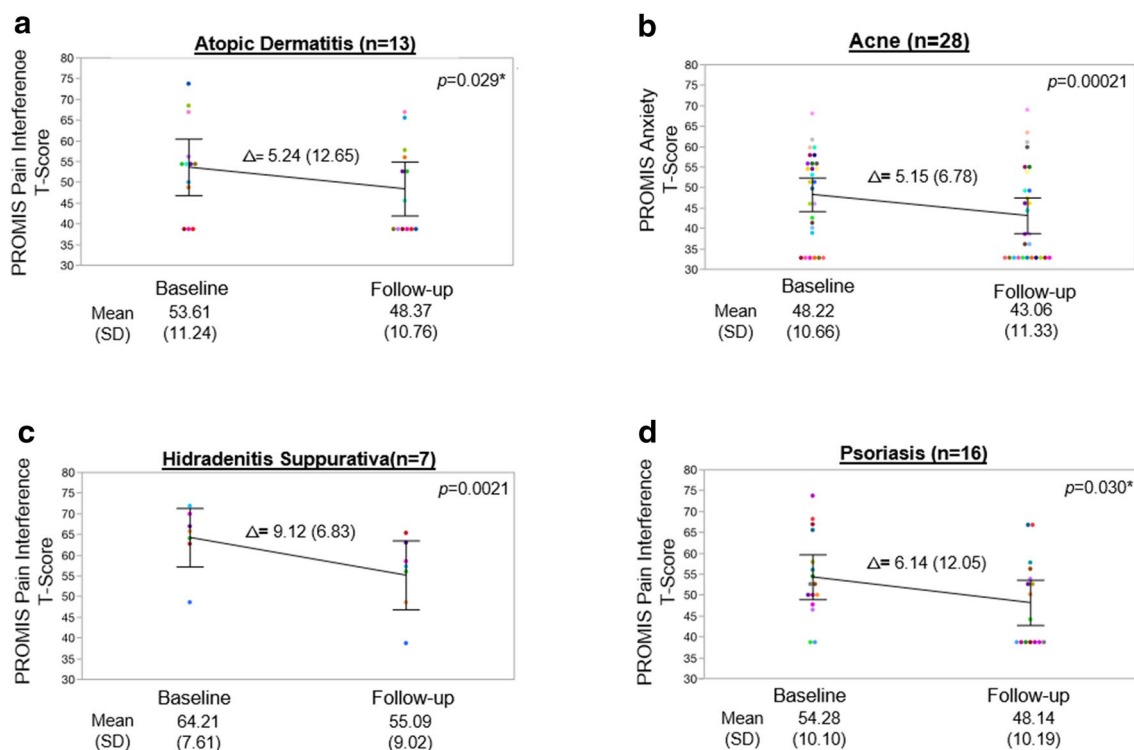 a
Atopic Dermatitis (n=13)
PROMIS Pain Interference
T-Score
80
75
70
65
60
55
50
45
40
35
30
p=0.029*
△= 5.24 (12.65)
Baseline
Follow-up
Mean
(SD)
53.61
(11.24)
48.37
(10.76)
b
Acne (n=28)
PROMIS Anxiety
T-Score
80
75
70
65
60
55
50
45
40
35
30
p=0.00021
△= 5.15 (6.78)
Baseline
Follow-up
Mean
(SD)
48.22
(10.66)
43.06
(11.33)
c
Hidradenitis Suppurativa(n=7)
PROMIS Pain Interference
T-Score
80
75
70
65
60
55
50
45
40
35
30
p=0.0021
△= 9.12 (6.83)
Baseline
Follow-up
Mean
(SD)
64.21
(7.61)
55.09
(9.02)
d
Psoriasis (n=16)
PROMIS Pain Interference
T-Score
80
75
70
65
60
55
50
45
40
35
30
p=0.030*
△= 6.14 (12.05)
Baseline
Follow-up
Mean
(SD)
54.28
(10.10)
48.14
(10.19)